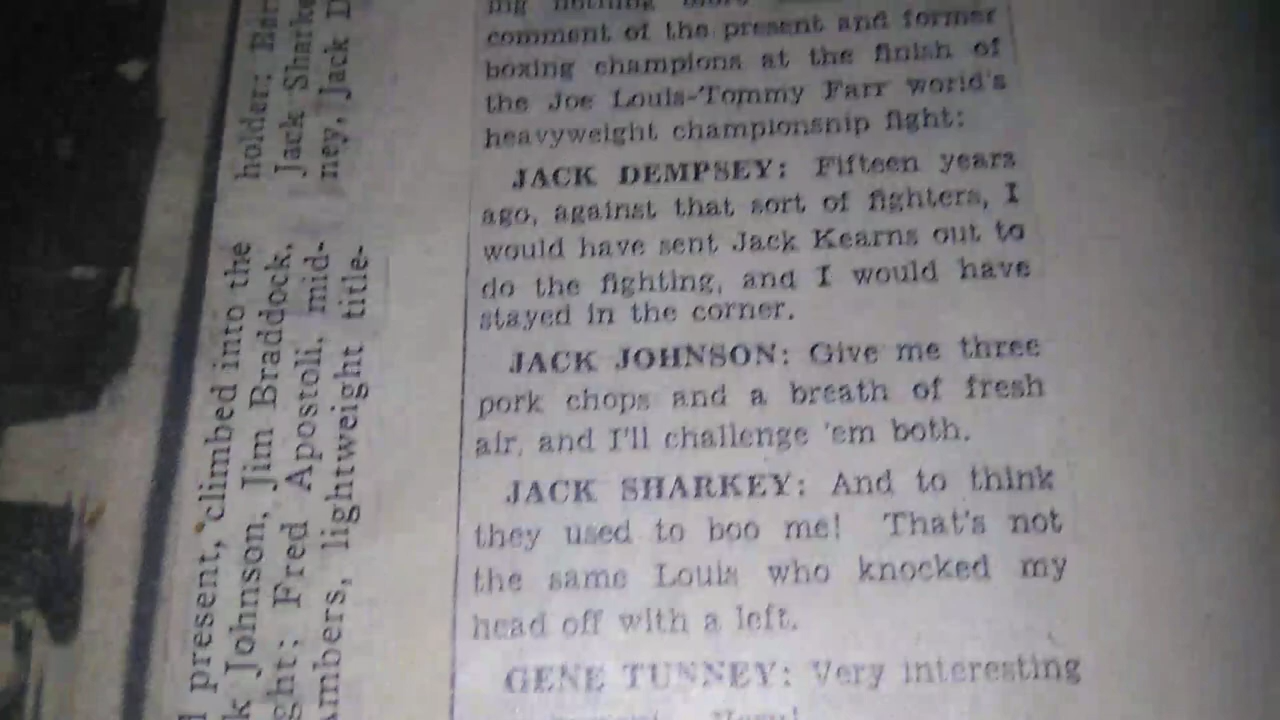 holder: 
Jack Sharke
ney, Jack D
present, climbed into the
k Johnson, Jim Braddock,
ght; Fred Apostoli, mid-
Ambers, lightweight title-
ing nothing more
comment of the present and former
boxing champions at the finish of
the Joe Louis-Tommy Farr world's
heavyweight championship fight:
JACK DEMPSEY: Fifteen years
ago, against that sort of fighters, I
would have sent Jack Kearns out to
do the fighting, and I would have
stayed in the corner.
JACK JOHNSON: Give me three
pork chops and a breath of fresh
air, and I'll challenge 'em both.
JACK SHARKEY: And to think
they used to boo me! That's not
the same Louis who knocked my
head off with a left.
GENE TUNNEY: Very interesting